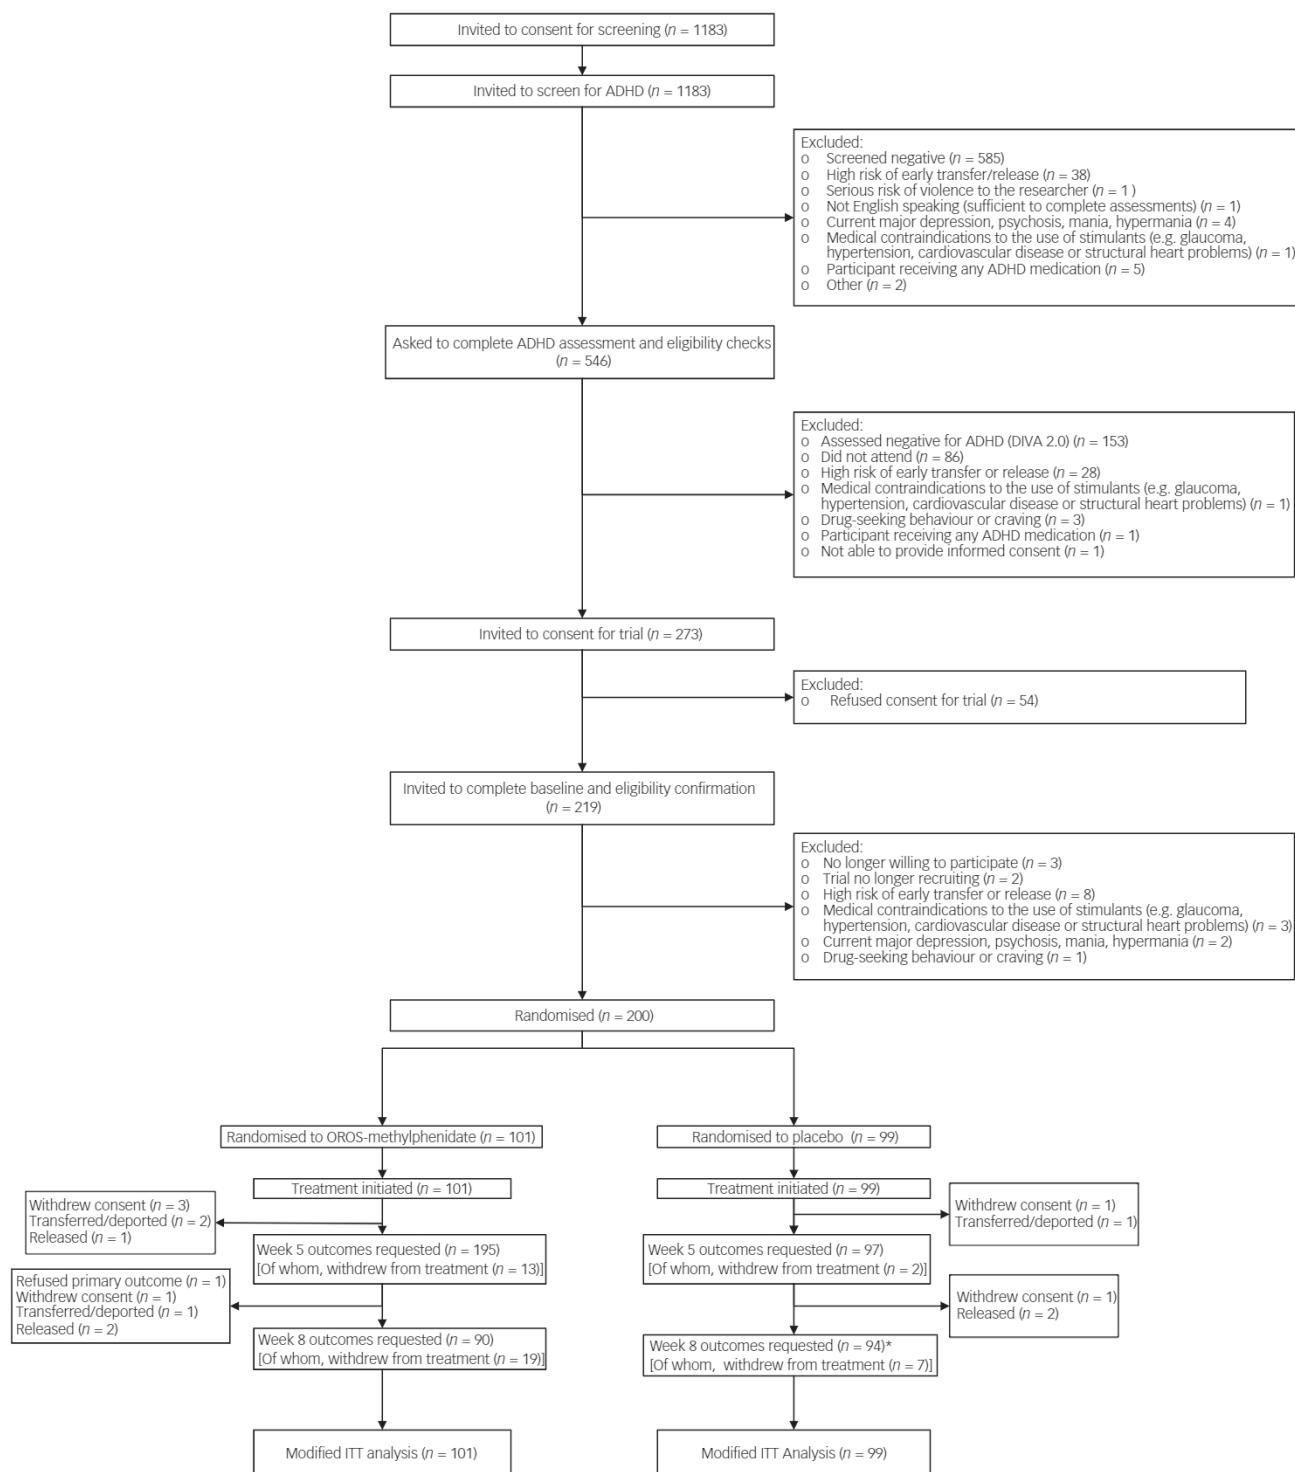 Invited to consent for screening (n = 1183)
Invited to screen for ADHD (n = 1183)
Excluded:
o Screened negative (n = 585)
o High risk of early transfer/release (n = 38)
o Serious risk of violence to the researcher (n = 1 )
o Not English speaking (sufficient to complete assessments) (n = 1)
o Current major depression, psychosis, mania, hypermania (n = 4)
o Medical contraindications to the use of stimulants (e.g. glaucoma,
hypertension, cardiovascular disease or structural heart problems) (n = 1)
o Participant receiving any ADHD medication (n = 5)
o Other (n = 2)
Asked to complete ADHD assessment and eligibility checks
(n = 546)
Excluded:
o Assessed negative for ADHD (DIVA 2.0) (n = 153)
o Did not attend (n = 86)
o High risk of early transfer or release (n = 28)
o Medical contraindications to the use of stimulants (e.g. glaucoma,
hypertension, cardiovascular disease or structural heart problems) (n = 1)
o Drug-seeking behaviour or craving (n = 3)
o Participant receiving any ADHD medication (n = 1)
o Not able to provide informed consent (n = 1)
Invited to consent for trial (n = 273)
Excluded:
o Refused consent for trial (n = 54)
Invited to complete baseline and eligibility confirmation
(n = 219)
Excluded:
o No longer willing to participate (n = 3)
o Trial no longer recruiting (n = 2)
o High risk of early transfer or release (n = 8)
o Medical contraindications to the use of stimulants (e.g. glaucoma,
hypertension, cardiovascular disease or structural heart problems) (n = 3)
o Current major depression, psychosis, mania, hypermania (n = 2)
o Drug-seeking behaviour or craving (n = 1)
Randomised (n = 200)
Randomised to OROS-methylphenidate (n = 101)
Treatment initiated (n = 101)
Withdrew consent (n = 3)
Transferred/deported (n = 2)
Released (n = 1)
Week 5 outcomes requested (n = 195)
[Of whom, withdrew from treatment (n = 13)]
Refused primary outcome (n = 1)
Withdrew consent (n = 1)
Transferred/deported (n = 1)
Released (n = 2)
Week 8 outcomes requested (n = 90)
[Of whom, withdrew from treatment (n = 19)]
Modified ITT analysis (n = 101)
Randomised to placebo (n = 99)
Treatment initiated (n = 99)
Withdrew consent (n = 1)
Transferred/deported (n = 1)
Week 5 outcomes requested (n = 97)
[Of whom, withdrew from treatment (n = 2)]
Withdrew consent (n = 1)
Released (n = 2)
Week 8 outcomes requested (n = 94)*
[Of whom, withdrew from treatment (n = 7)]
Modified ITT Analysis (n = 99)